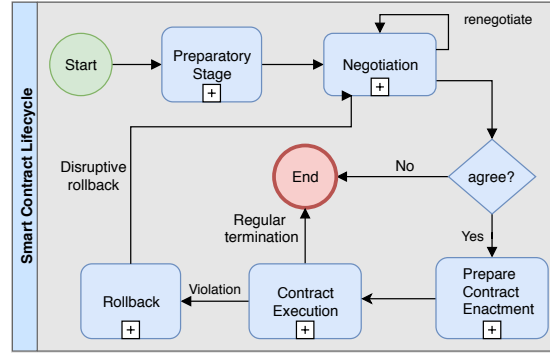 Smart Contract Lifecycle
Start
Preparatory
Stage
+
Negotiation
+
renegotiate
agree?
No
Yes
End
Prepare
Contract
Enactment
+
Contract
Execution
+
Regular
termination
Violation
Rollback
+
Disruptive
rollback